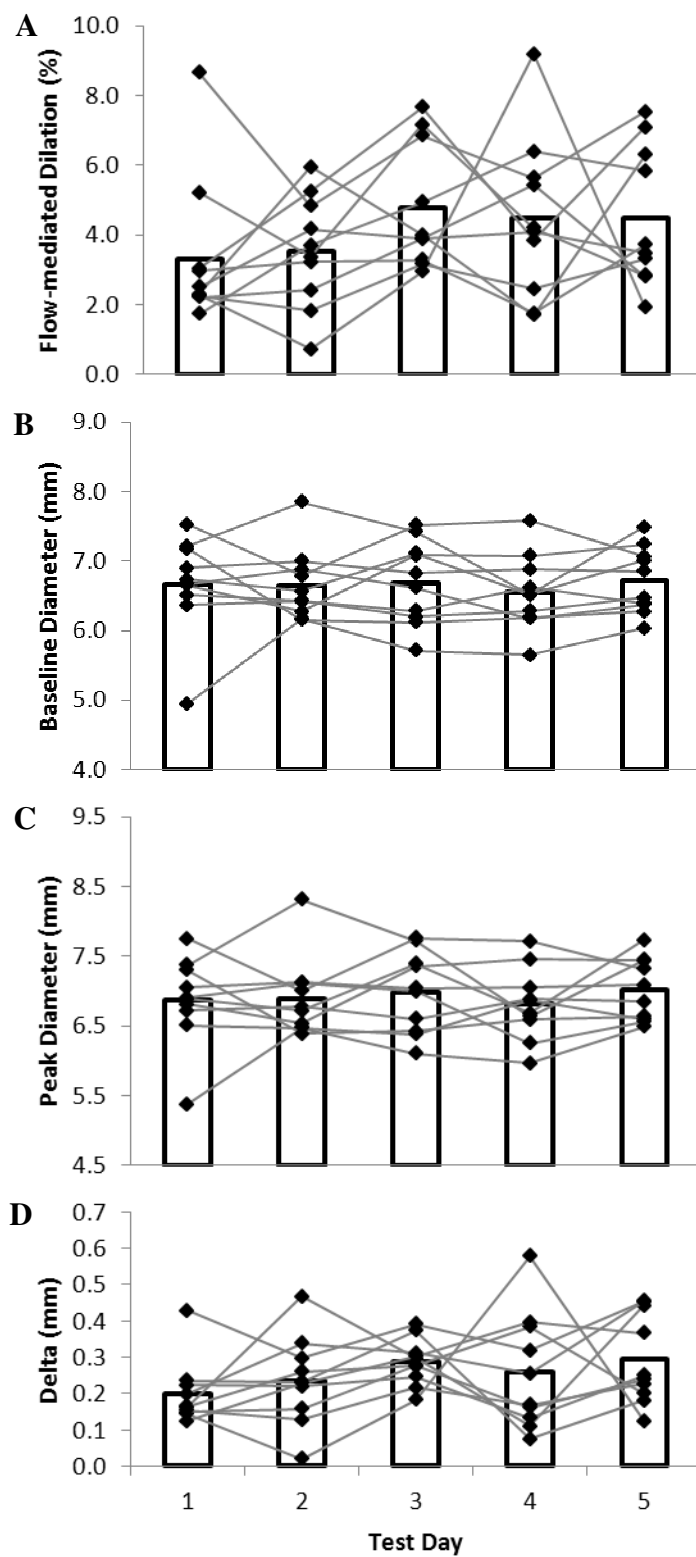 A
Flow-mediated Dilation (%)
10.0
8.0
6.0
4.0
2.0
0.0
B
Baseline Diameter (mm)
9.0
8.0
7.0
6.0
5.0
4.0
C
Peak Diameter (mm)
9.5
8.5
7.5
6.5
5.5
4.5
D
Delta (mm)
0.7
0.6
0.5
0.4
0.3
0.2
0.1
0.0
1 2 3 4 5
Test Day